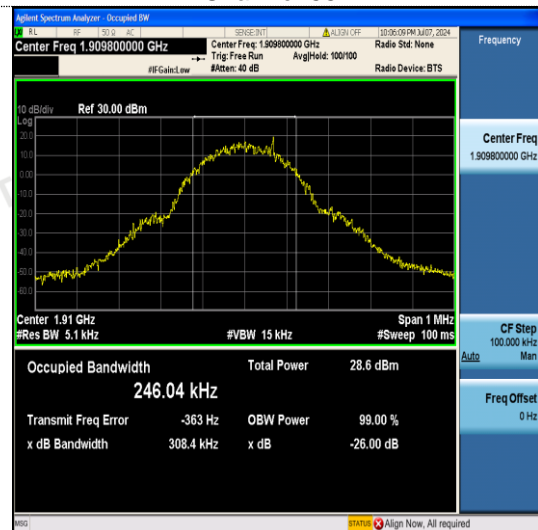 Agilent Spectrum Analyzer - Occupied BW
RL RF 50 Ω AC SENSE:INT ALIGN OFF 10:06:09 PM Jul 07, 2024
Center Freq 1.909800000 GHz Center Freq: 1.909800000 GHz Radio Std: None Frequency
Trig: Free Run Avg|Hold: 100/100
#IFGain:Low #Atten: 40 dB Radio Device: BTS
10 dB/div Ref 30.00 dBm
Log
20.0
10.0
0.00
-10.0
-20.0
-30.0
-40.0
-50.0
-60.0
Center Freq
1.909800000 GHz
Center 1.91 GHz Span 1 MHz
#Res BW 5.1 kHz #VBW 15 kHz #Sweep 100 ms
CF Step
100.000 kHz
Auto Man
Occupied Bandwidth Total Power 28.6 dBm
246.04 kHz
Freq Offset
0 Hz
Transmit Freq Error -363 Hz OBW Power 99.00 %
x dB Bandwidth 308.4 kHz x dB -26.00 dB
MSG STATUS Align Now, All required